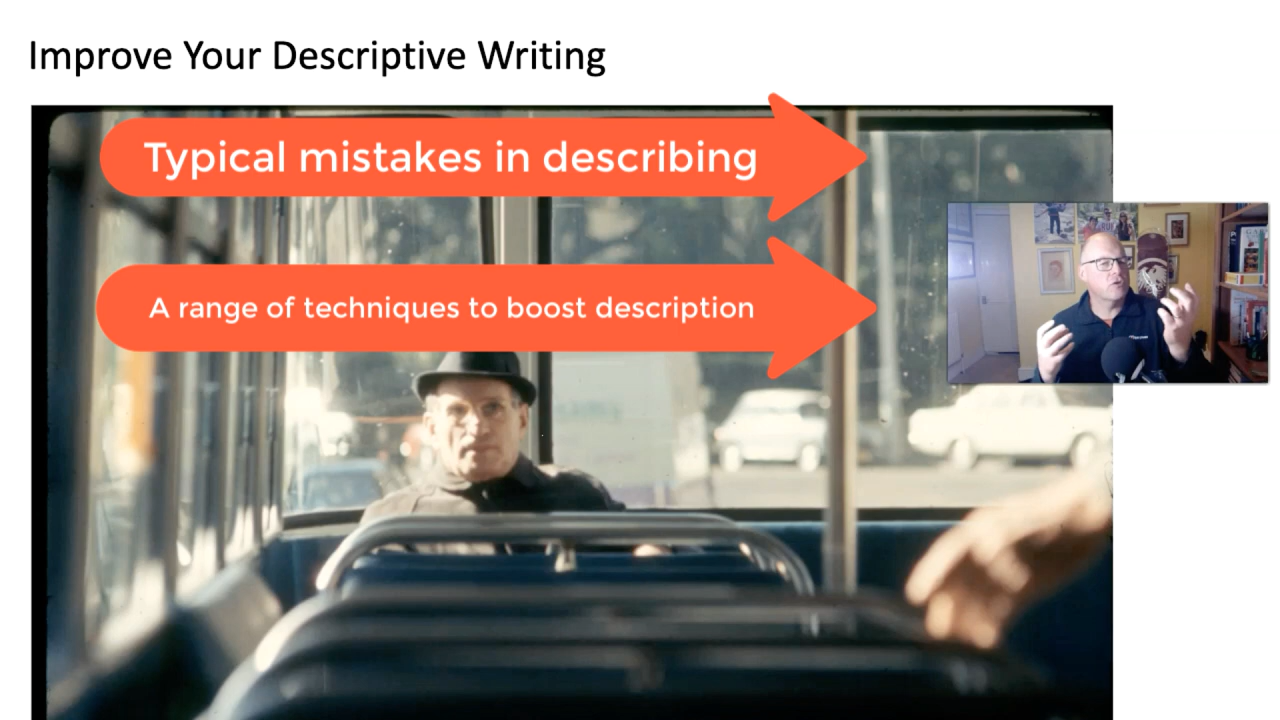 Improve Your Descriptive Writing
Typical mistakes in describing
A range of techniques to boost description